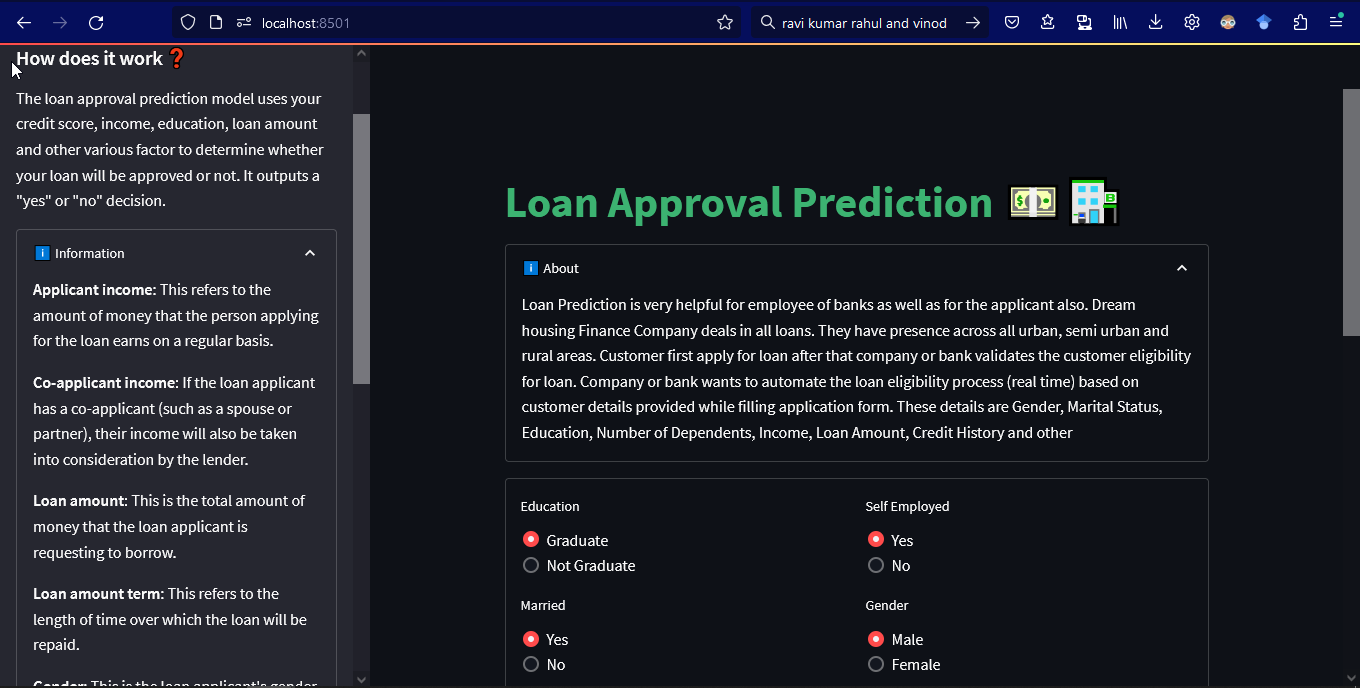 localhost:8501
ravi kumar rahul and vinod
How does it work ❓
The loan approval prediction model uses your
credit score, income, education, loan amount
and other various factor to determine whether
your loan will be approved or not. It outputs a
"yes" or "no" decision.
ℹ️ Information
Applicant income: This refers to the
amount of money that the person applying
for the loan earns on a regular basis.
Co-applicant income: If the loan applicant
has a co-applicant (such as a spouse or
partner), their income will also be taken
into consideration by the lender.
Loan amount: This is the total amount of
money that the loan applicant is
requesting to borrow.
Loan amount term: This refers to the
length of time over which the loan will be
repaid.
Gender: This is the loan applicant's gender
Loan Approval Prediction 💵 🏦
ℹ️ About
Loan Prediction is very helpful for employee of banks as well as for the applicant also. Dream
housing Finance Company deals in all loans. They have presence across all urban, semi urban and
rural areas. Customer first apply for loan after that company or bank validates the customer eligibility
for loan. Company or bank wants to automate the loan eligibility process (real time) based on
customer details provided while filling application form. These details are Gender, Marital Status,
Education, Number of Dependents, Income, Loan Amount, Credit History and other
Education
Graduate
Not Graduate
Self Employed
Yes
No
Married
Yes
No
Gender
Male
Female